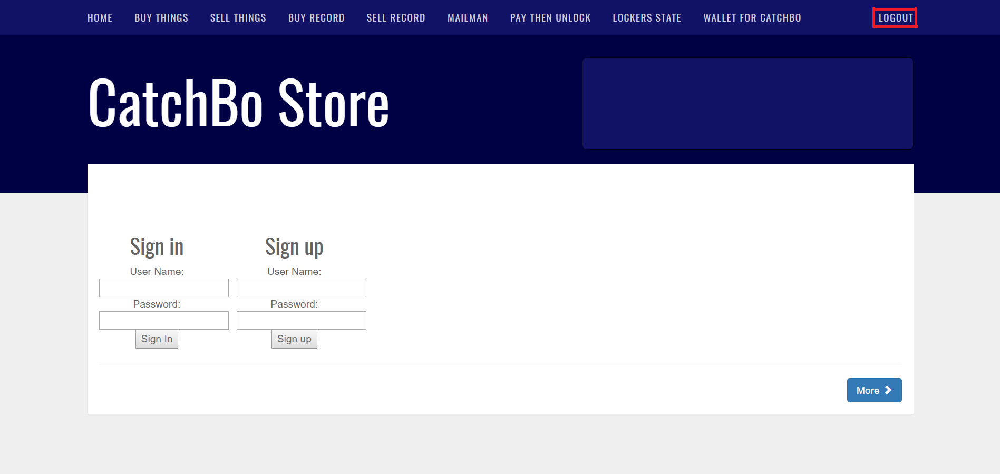 HOME BUY THINGS SELL THINGS BUY RECORD SELL RECORD MAILMAN PAY THEN UNLOCK LOCKERS STATE WALLET FOR CATCHBO LOGOUT
CatchBo Store
Sign in
User Name:
Password:
Sign In
Sign up
User Name:
Password:
Sign up
More